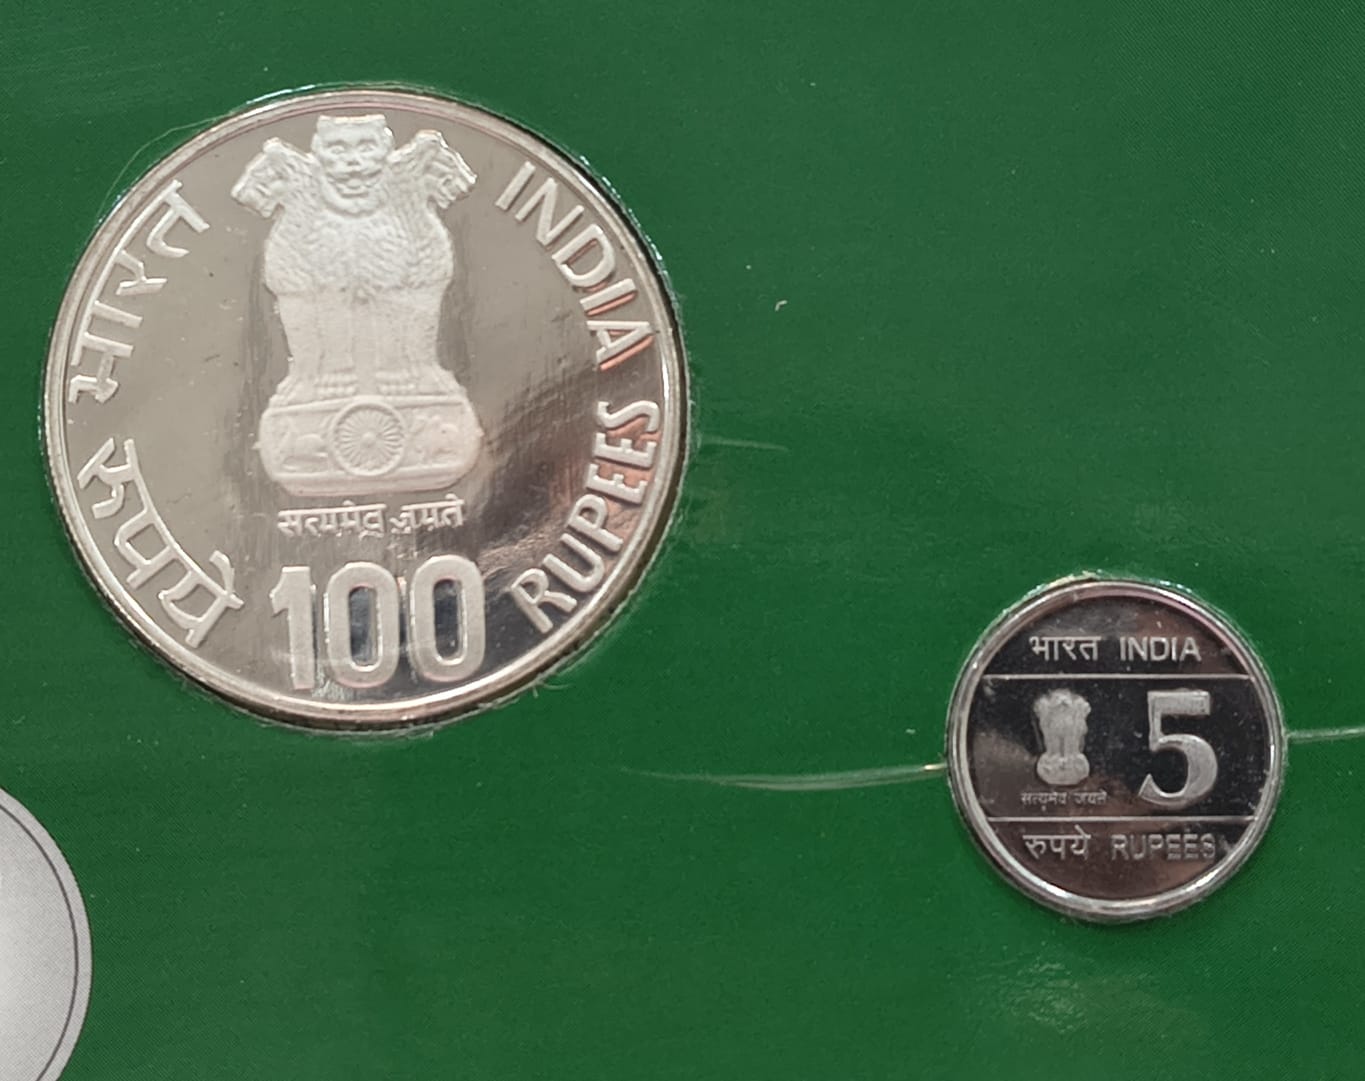 भारत
रुपये
INDIA
RUPEES
सत्यमेव जयते
100
भारत INDIA
सत्यमेव जयते
5
रुपये RUPEES